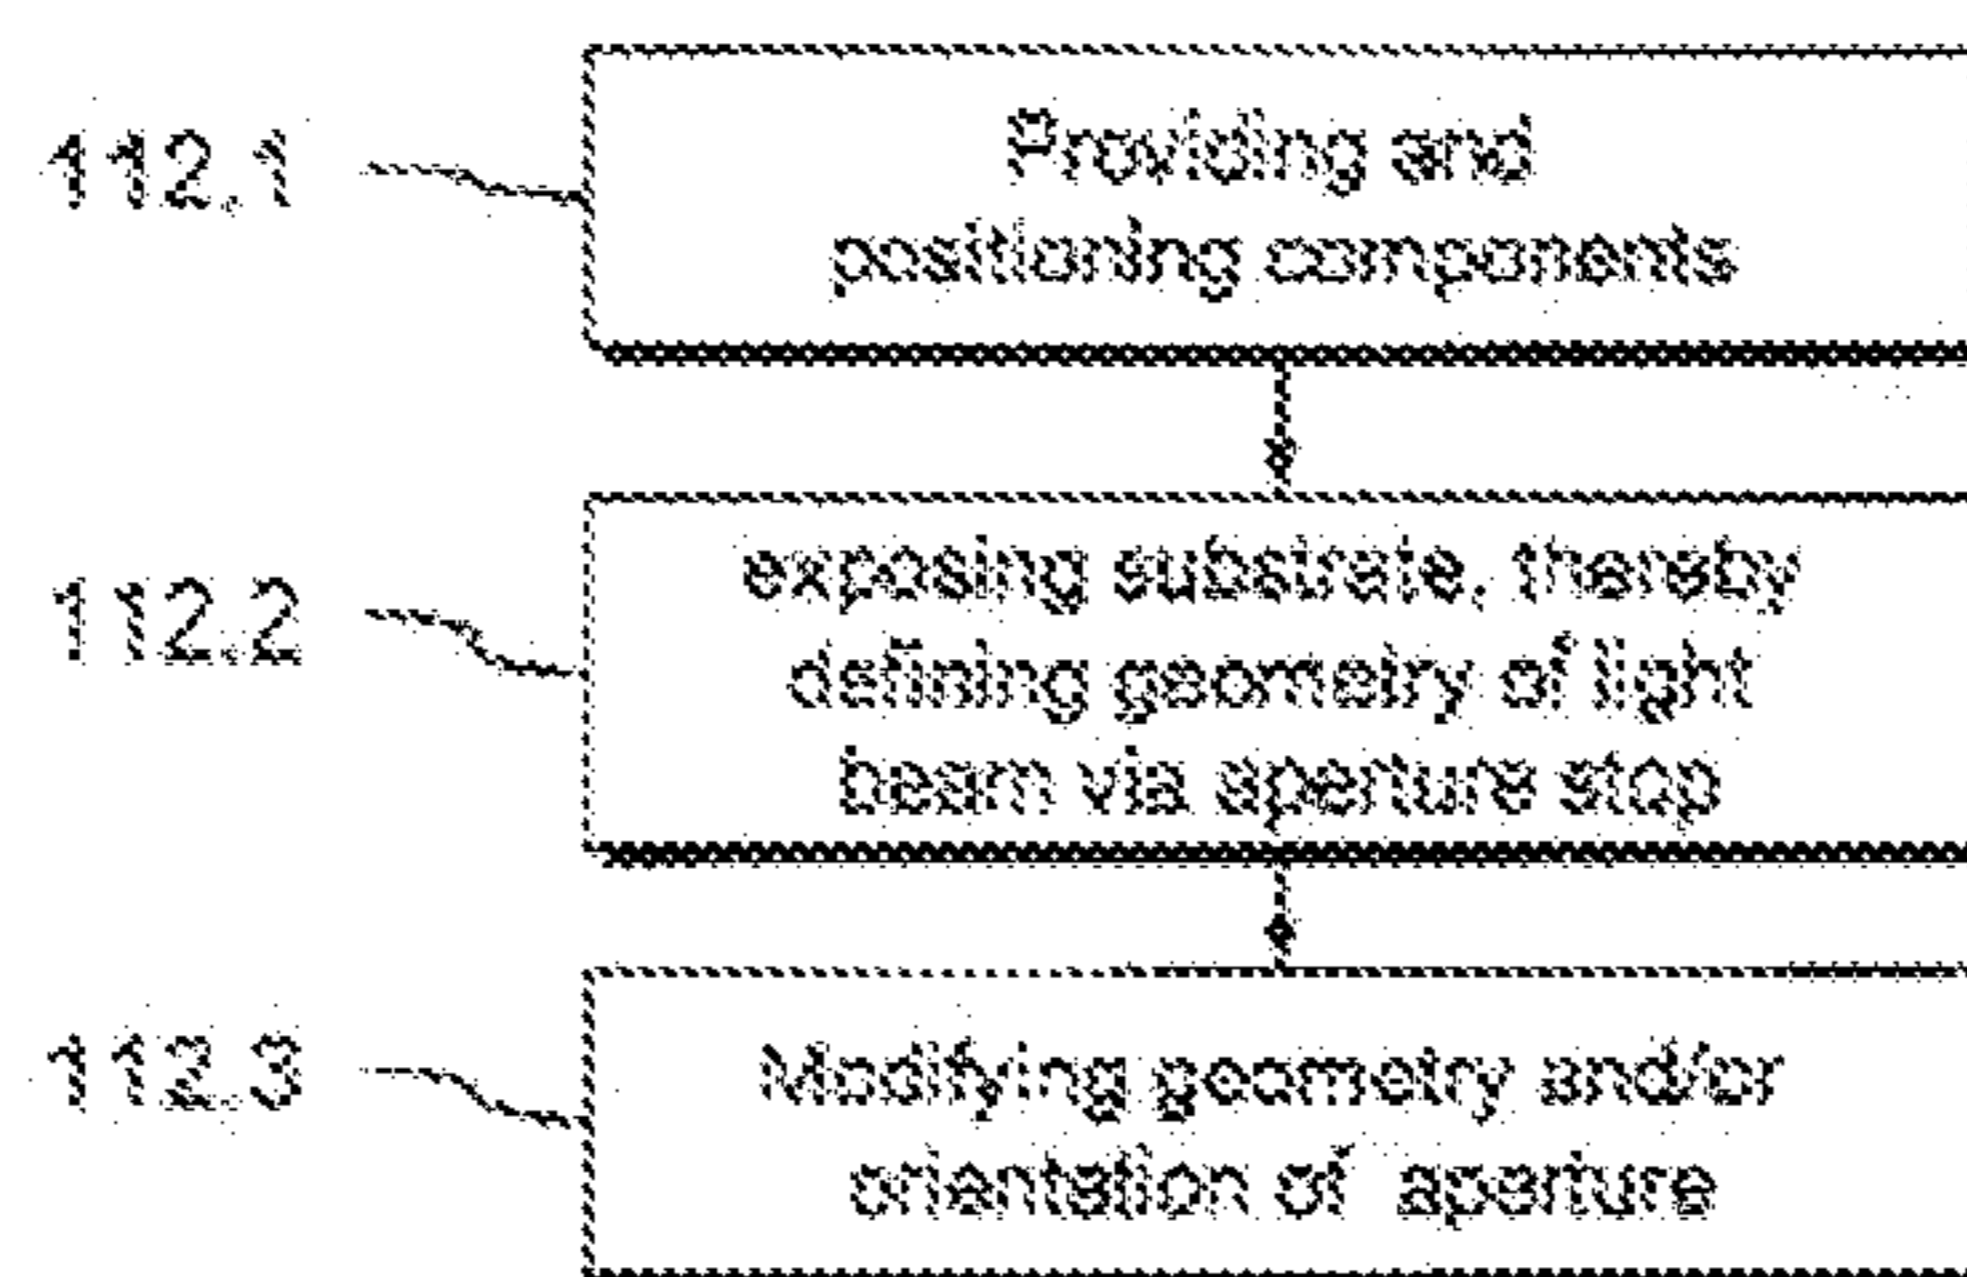 112.1
Providing and
positioning components
112.2
exposing substrate, thereby
defining geometry of light
beam via aperture stop
112.3
Modifying geometry and/or
orientation of aperture